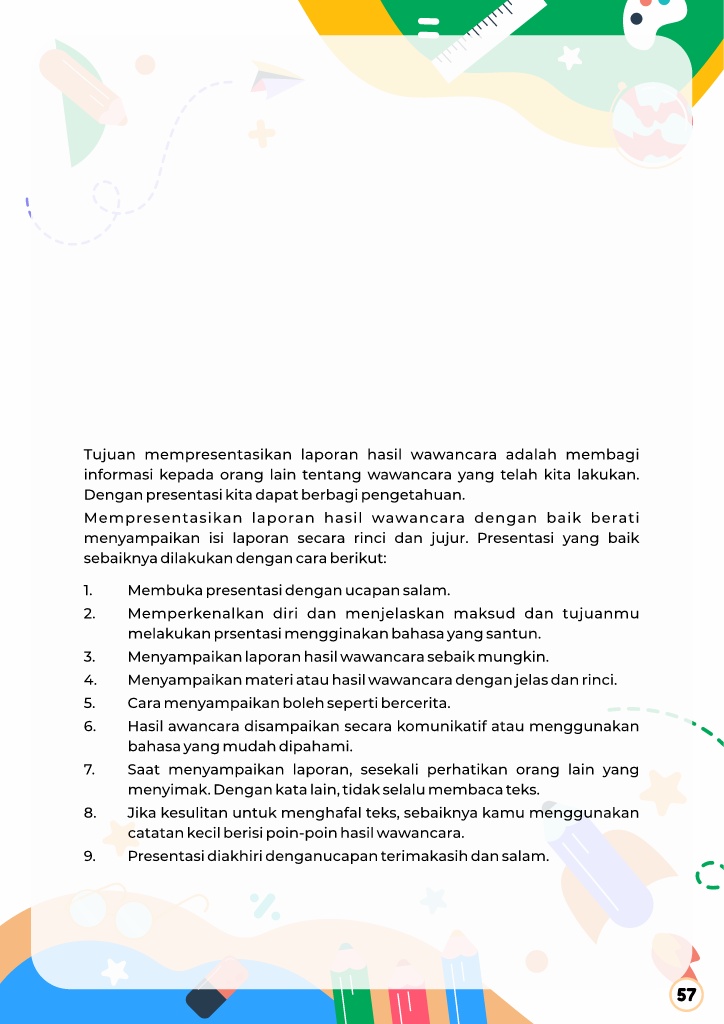 Tujuan mempresentasikan laporan hasil wawancara adalah membagi
informasi kepada orang lain tentang wawancara yang telah kita lakukan.
Dengan presentasi kita dapat berbagi pengetahuan.
Mempresentasikan laporan hasil wawancara dengan baik berati
menyampaikan isi laporan secara rinci dan jujur. Presentasi yang baik
sebaiknya dilakukan dengan cara berikut:
1. Membuka presentasi dengan ucapan salam.
2. Memperkenalkan diri dan menjelaskan maksud dan tujuanmu
melakukan prsentasi mengginakan bahasa yang santun.
3. Menyampaikan laporan hasil wawancara sebaik mungkin.
4. Menyampaikan materi atau hasil wawancara dengan jelas dan rinci.
5. Cara menyampaikan boleh seperti bercerita.
6. Hasil awancara disampaikan secara komunikatif atau menggunakan
bahasa yang mudah dipahami.
7. Saat menyampaikan laporan, sesekali perhatikan orang lain yang
menyimak. Dengan kata lain, tidak selalu membaca teks.
8. Jika kesulitan untuk menghafal teks, sebaiknya kamu menggunakan
catatan kecil berisi poin-poin hasil wawancara.
9. Presentasi diakhiri denganucapan terimakasih dan salam.
57